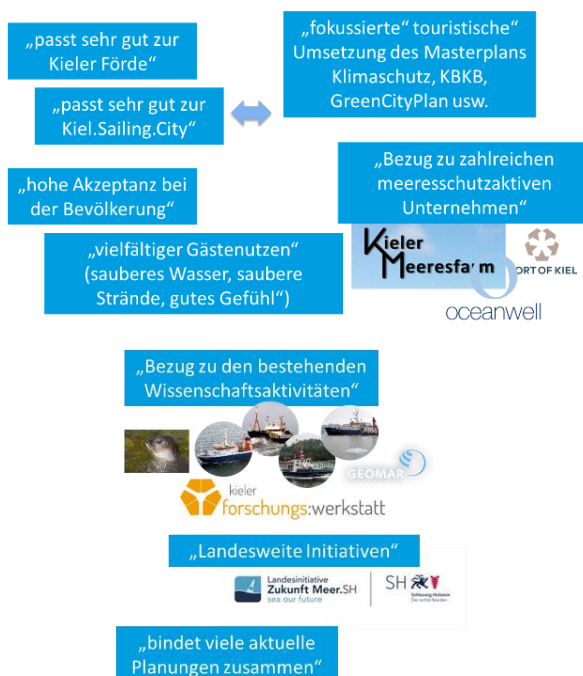 „passt sehr gut zur
Kieler Förde“
„fokussierte“ touristische“
Umsetzung des Masterplans
Klimaschutz, KBKB,
GreenCityPlan usw.
„passt sehr gut zur
Kiel.Sailing.City“
„hohe Akzeptanz bei
der Bevölkerung“
„Bezug zu zahlreichen
meeresschutzaktiven
Unternehmen“
„vielfältiger Gästenutzen“
(sauberes Wasser, saubere
Strände, gutes Gefühl“)
Kieler
Meeresfarm
ORT OF KIEL
oceanwell
„Bezug zu den bestehenden
Wissenschaftsaktivitäten“
GEOMAR
kieler
forschungs:werkstatt
„Landesweite Initiativen“
Landesinitiative
Zukunft Meer.SH
sea our future
SH
Schleswig-Holstein
Der echte Norden
„bindet viele aktuelle
Planungen zusammen“